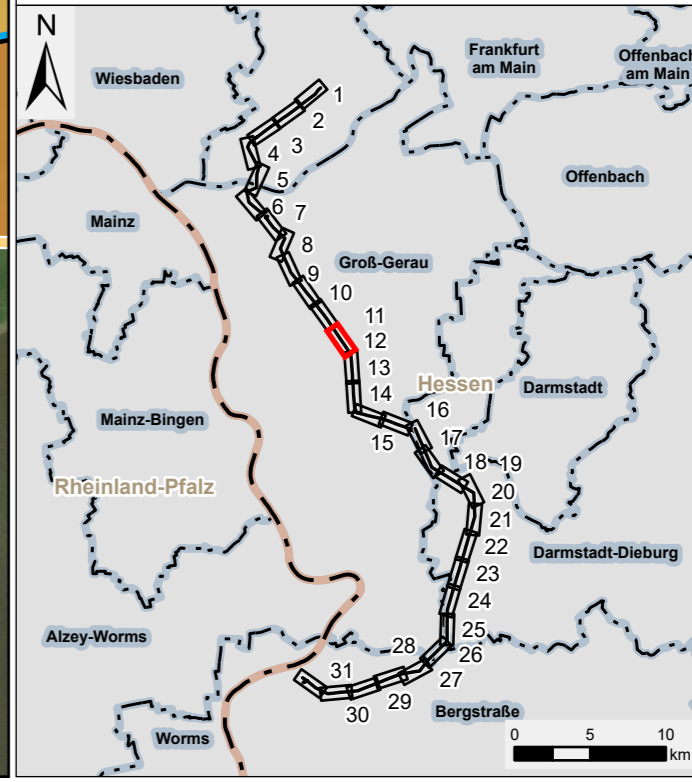 N
Wiesbaden
Frankfurt
am Main
Offenbach
am Main
1
2
3
4
5
Offenbach
6
7
Mainz
8
Groß-Gerau
9
10
11
12
13
Hessen
Darmstadt
14
16
15
Mainz-Bingen
17
18
19
Rheinland-Pfalz
20
21
22
Darmstadt-Dieburg
23
24
25
Alzey-Worms
28
26
27
31
29
30
Bergstraße
Worms
0
5
10
km